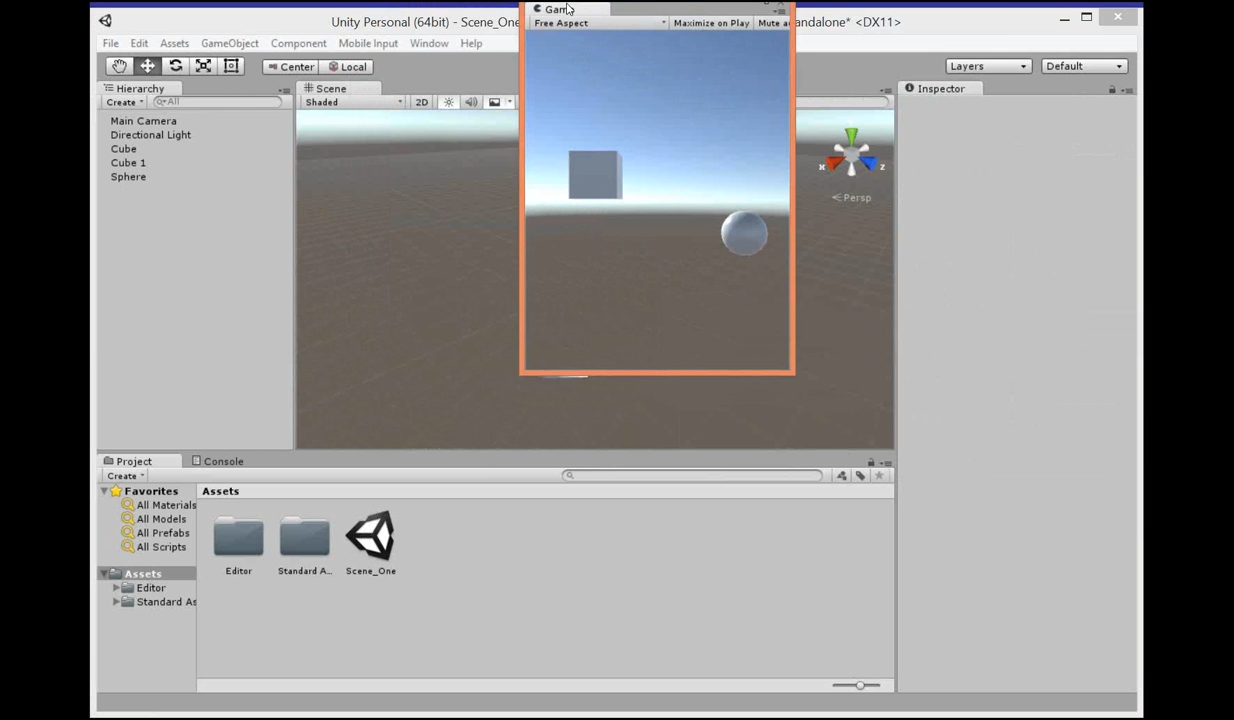 Game
Unity Personal (64bit) - Scene_One
andalone* <DX11>
Free Aspect
Maximize on Play
Mute a
File
Edit
Assets
GameObject
Component
Mobile Input
Window
Help
Center
Local
Layers
Default
Hierarchy
Create
All
Main Camera
Directional Light
Cube
Cube 1
Sphere
Scene
Shaded
2D
x
z
Persp
Inspector
Project
Console
Create
Favorites
All Materials
All Models
All Prefabs
All Scripts
Assets
Editor
Standard As
Assets
Editor
Standard A...
Scene_One